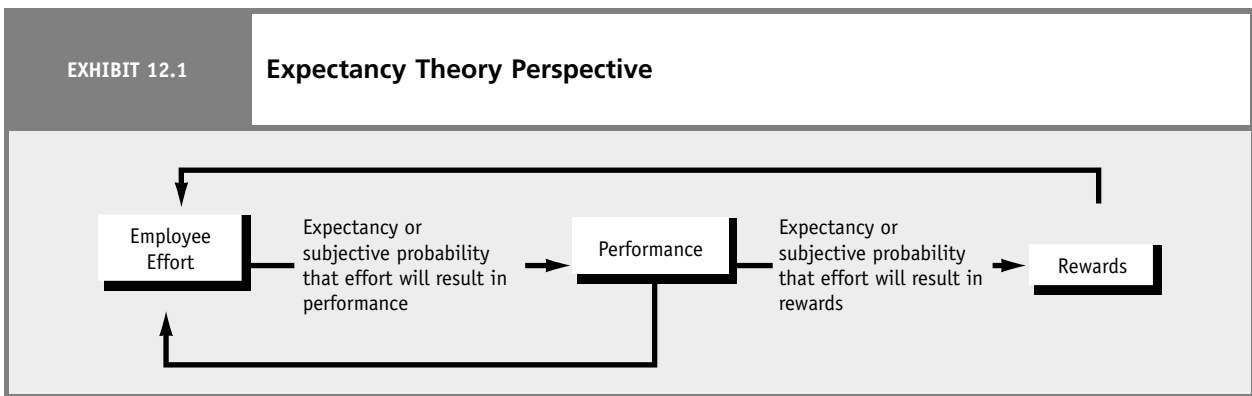 EXHIBIT 12.1
Expectancy Theory Perspective
Employee
Effort
Expectancy or
subjective probability
that effort will result in
performance
Performance
Expectancy or
subjective probability
that effort will result in
rewards
Rewards